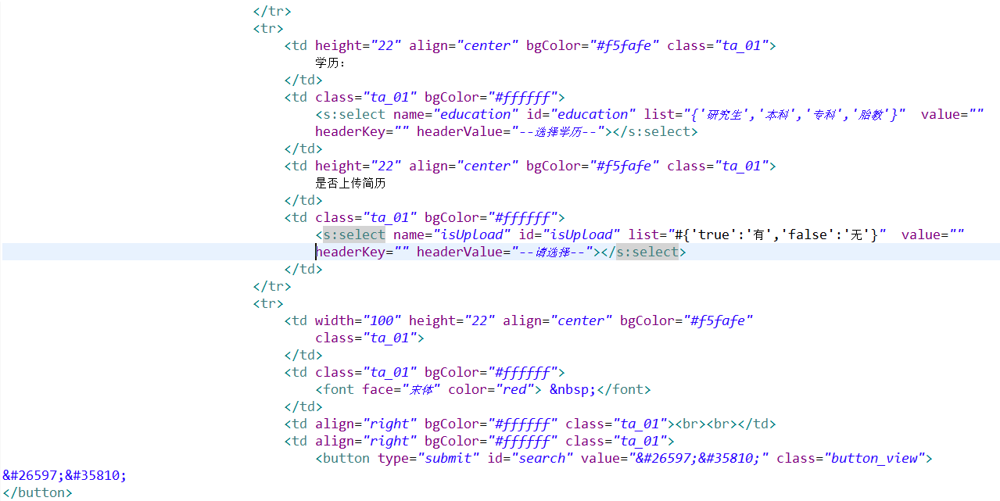 </tr>
<tr>
<td height="22" align="center" bgColor="#f5fafe" class="ta_01">
学历：
</td>
<td class="ta_01" bgColor="#ffffff">
<s:select name="education" id="education" list="{'研究生','本科','专科','胎教'}"  value=""
headerKey="" headerValue="--选择学历--"></s:select>
</td>
<td height="22" align="center" bgColor="#f5fafe" class="ta_01">
是否上传简历
</td>
<td class="ta_01" bgColor="#ffffff">
<s:select name="isUpload" id="isUpload" list="#{'true':'有','false':'无'}"  value=""
headerKey="" headerValue="--请选择--"></s:select>
</td>
</tr>
<tr>
<td width="100" height="22" align="center" bgColor="#f5fafe"
class="ta_01">
</td>
<td class="ta_01" bgColor="#ffffff">
<font face="宋体" color="red"> &nbsp;</font>
</td>
<td align="right" bgColor="#ffffff" class="ta_01"><br><br></td>
<td align="right" bgColor="#ffffff" class="ta_01">
<button type="submit" id="search" value="&#26597;&#35810;" class="button_view">
&#26597;&#35810;
</button>